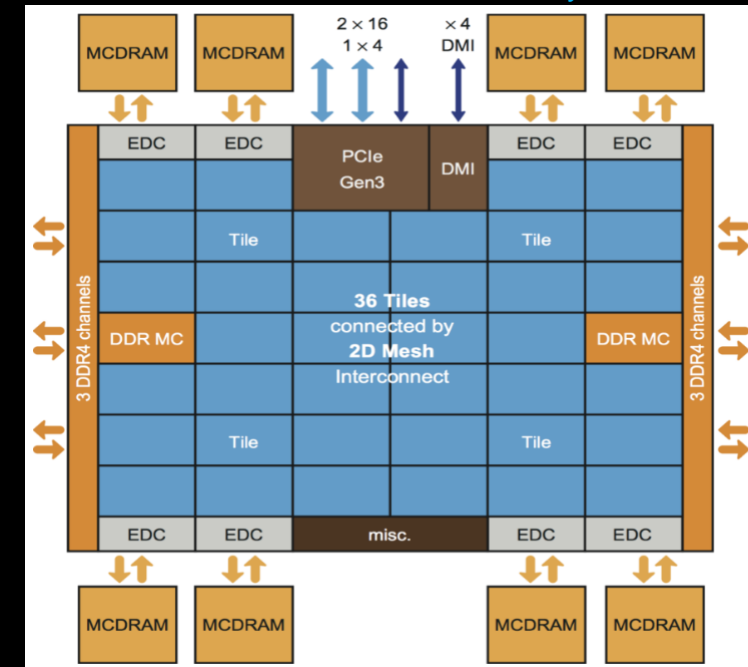 2 × 16
1 × 4
× 4
DMI
MCDRAM
MCDRAM
MCDRAM
MCDRAM
EDC
EDC
PCIe
Gen3
DMI
EDC
EDC
Tile
Tile
3 DDR4 channels
DDR MC
36 Tiles
connected by
2D Mesh
Interconnect
DDR MC
3 DDR4 channels
Tile
Tile
EDC
EDC
misc.
EDC
EDC
MCDRAM
MCDRAM
MCDRAM
MCDRAM